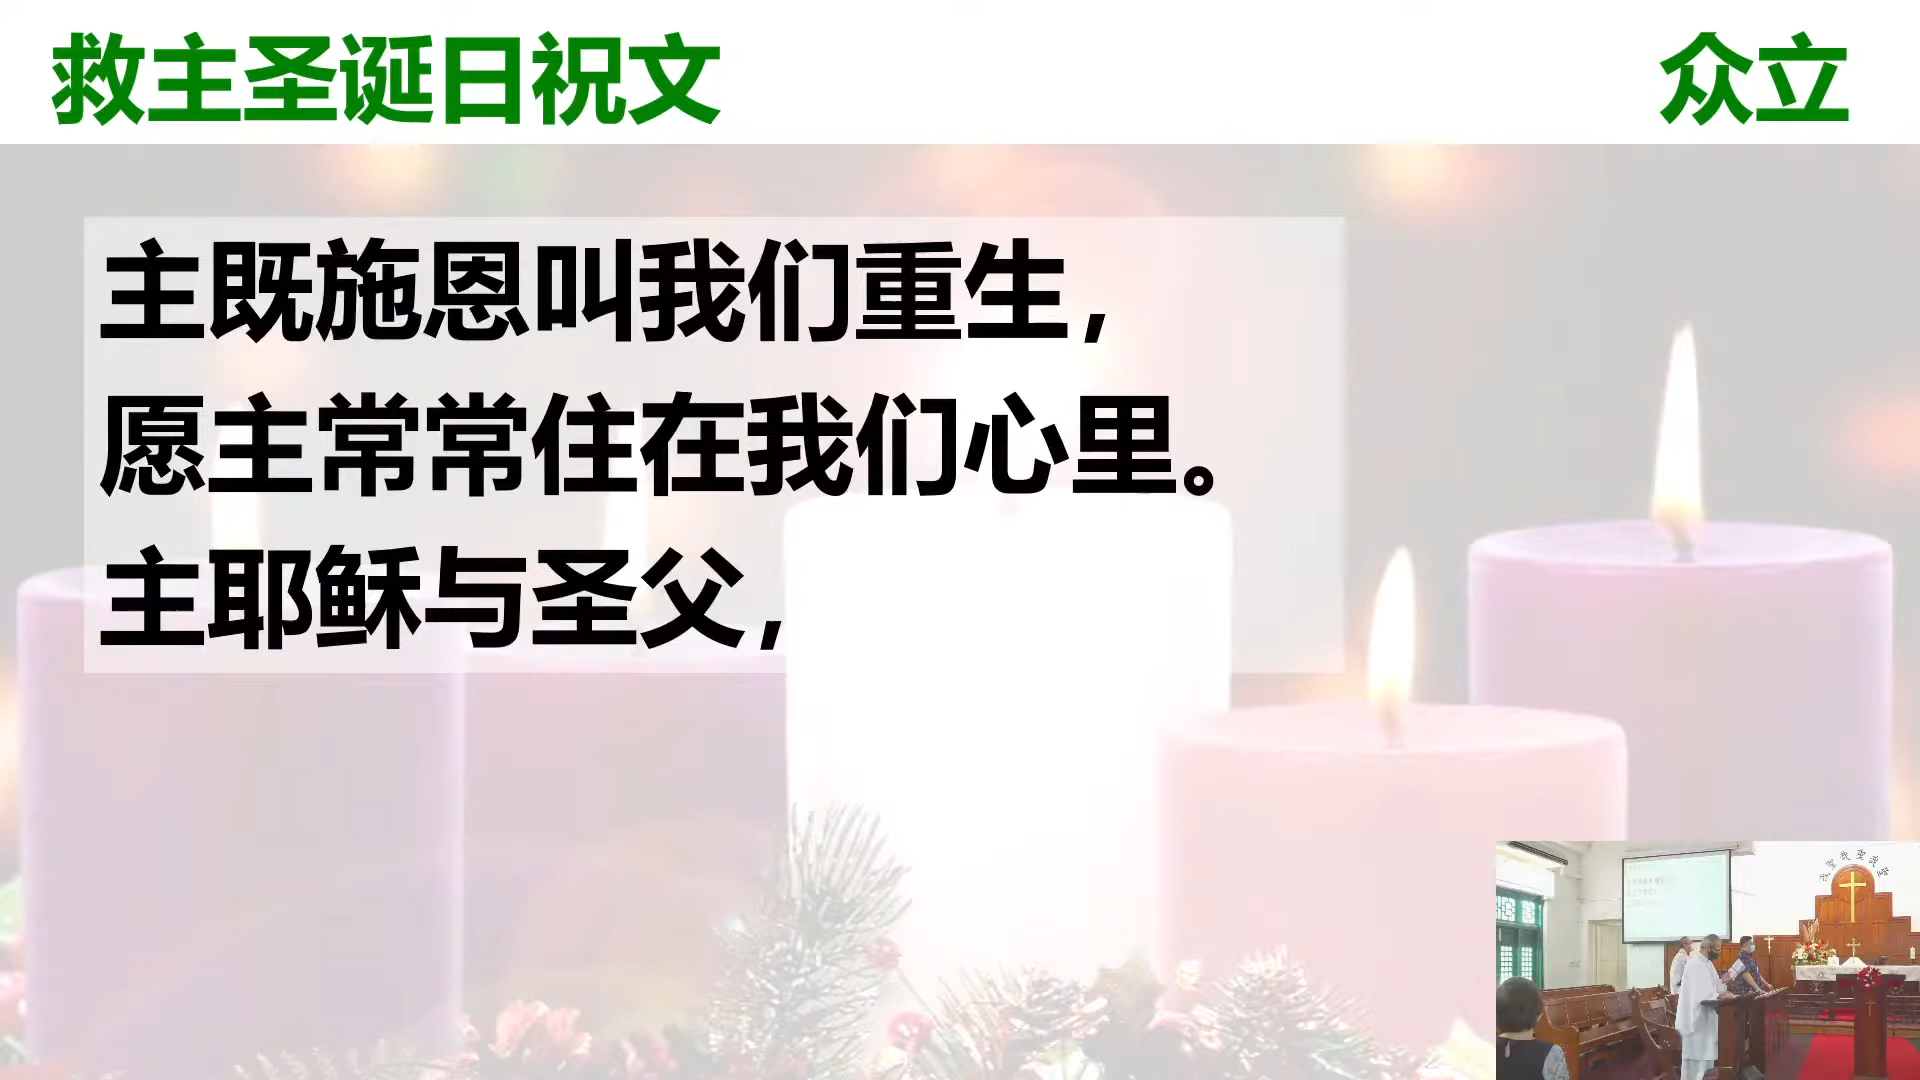 救主圣诞日祝文
众立
主既施恩叫我们重生，
愿主常常住在我们心里。
主耶稣与圣父，